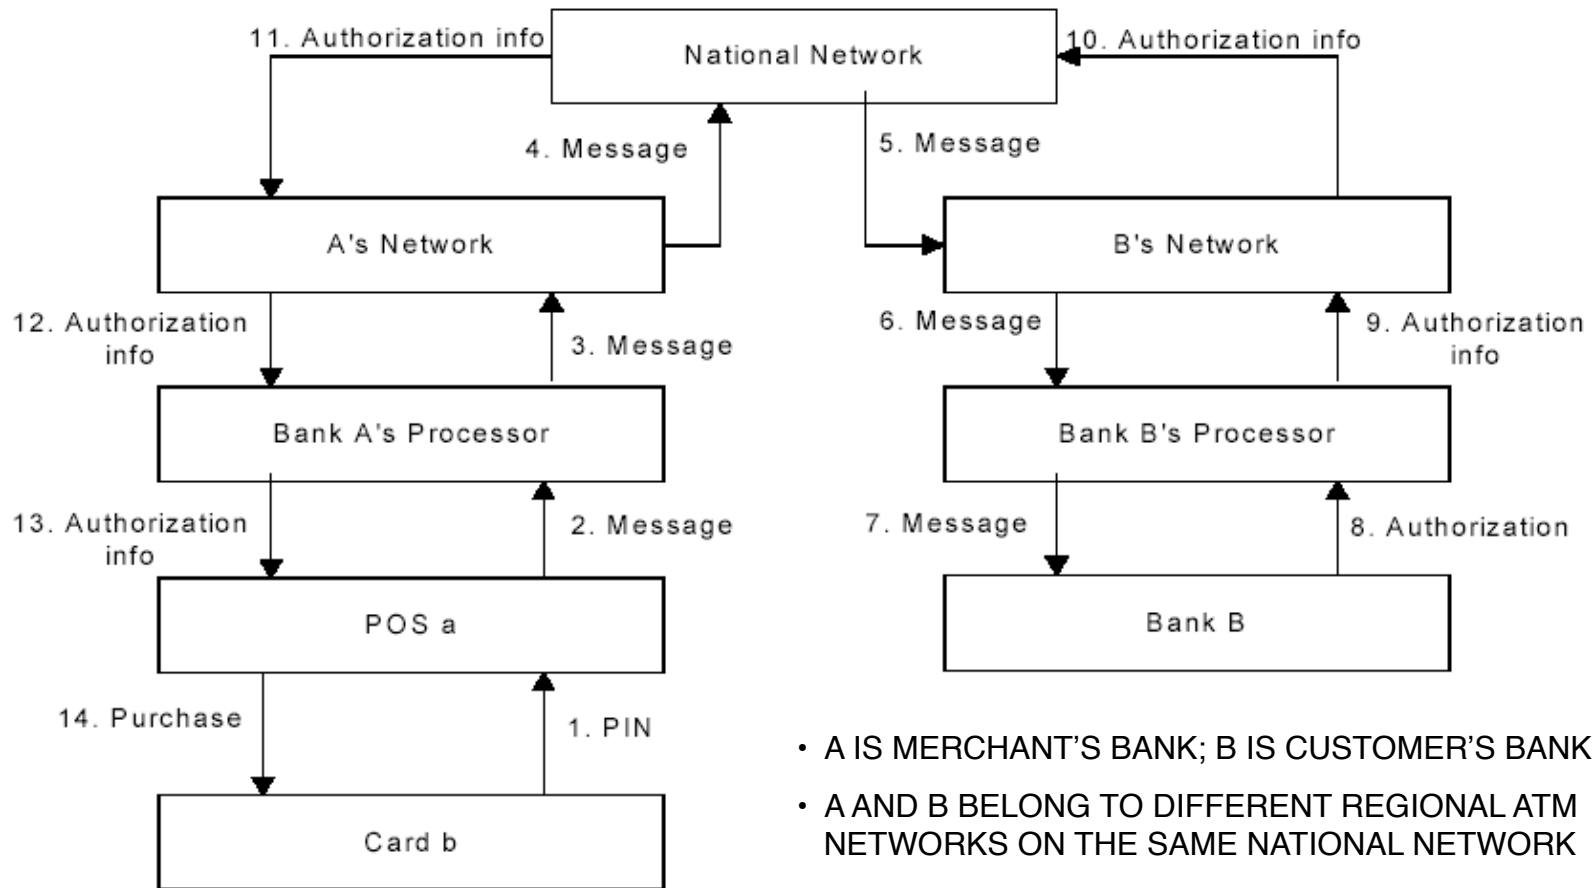 11. Authorization info
National Network
10. Authorization info
4. Message
5. Message
A's Network
B's Network
12. Authorization
info
3. Message
6. Message
9. Authorization
info
Bank A's Processor
Bank B's Processor
13. Authorization
info
2. Message
7. Message
8. Authorization
POS a
Bank B
14. Purchase
1. PIN
Card b
• A IS MERCHANT’S BANK; B IS CUSTOMER’S BANK
• A AND B BELONG TO DIFFERENT REGIONAL ATM
NETWORKS ON THE SAME NATIONAL NETWORK